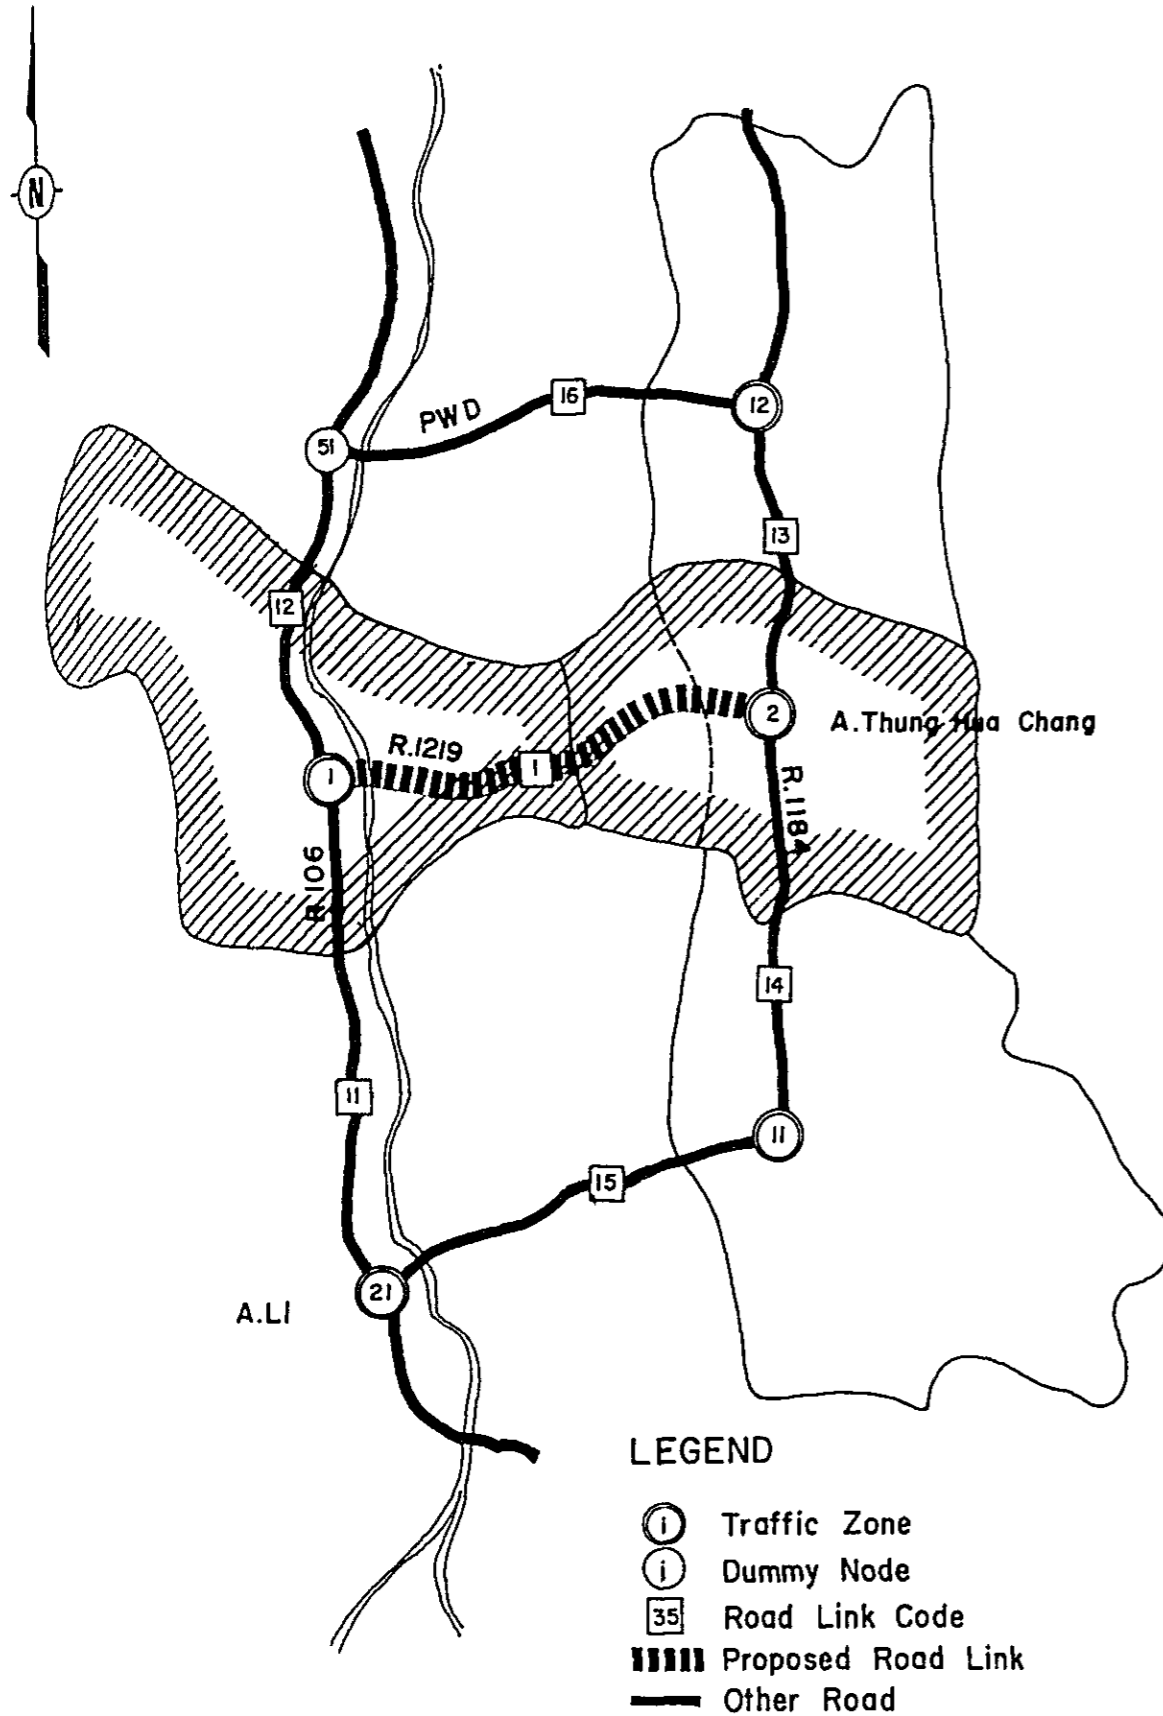 N
16
PWD
12
51
13
12
2
A.Thung Hua Chang
R.1219
1
1
R.1184
R.106
14
11
11
15
21
A.LI
LEGEND
i Traffic Zone
i Dummy Node
35 Road Link Code
Proposed Road Link
Other Road